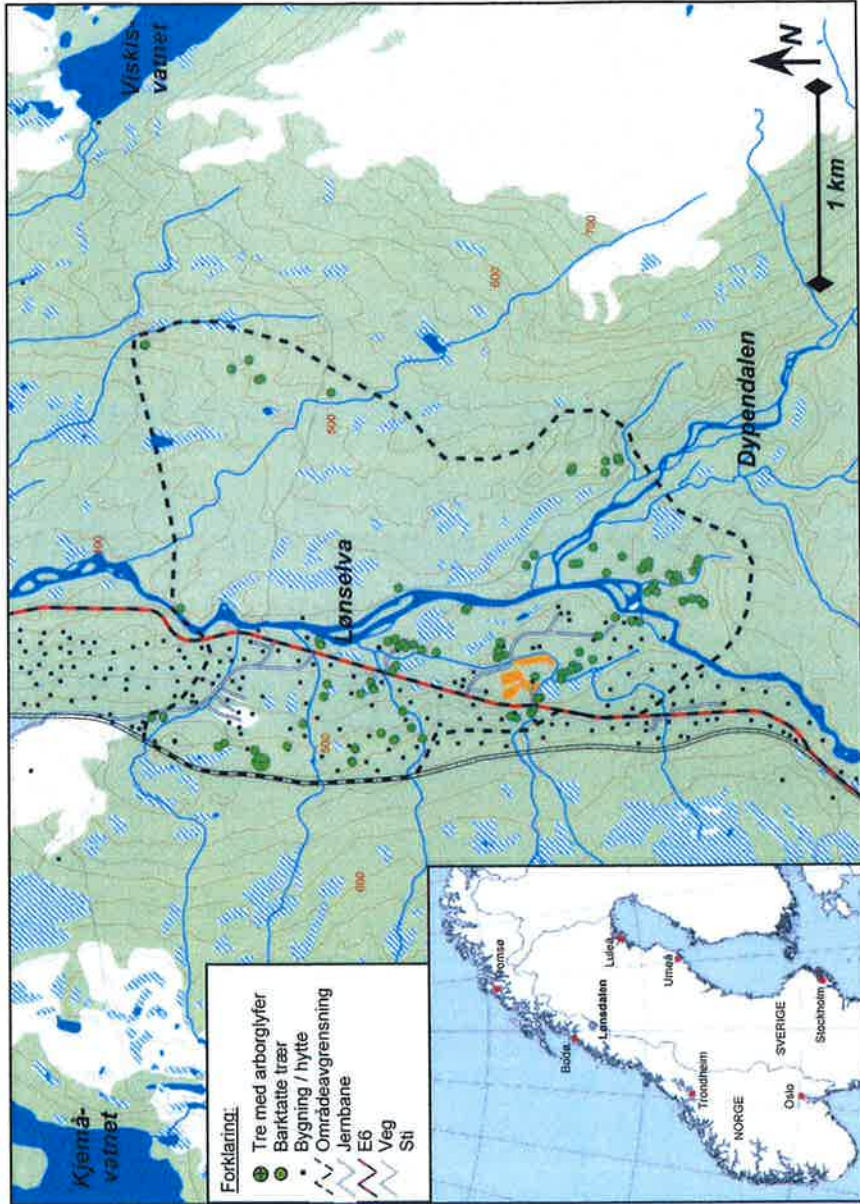 Kjemå-
vatnet
Viskis-
vatnet
Lønselva
Dypendalen
500
600
700
500
600
N
1 km
Forklaring:
Tre med arborglyfer
Barktatte trær
Bygning / hytte
Områdeavgrensning
Jernbane
E6
Veg
Sti
Tromsø
Bodø
Lønsdalen
Luleå
Umeå
Trondheim
NORGE
SVERIGE
Oslo
Stockholm